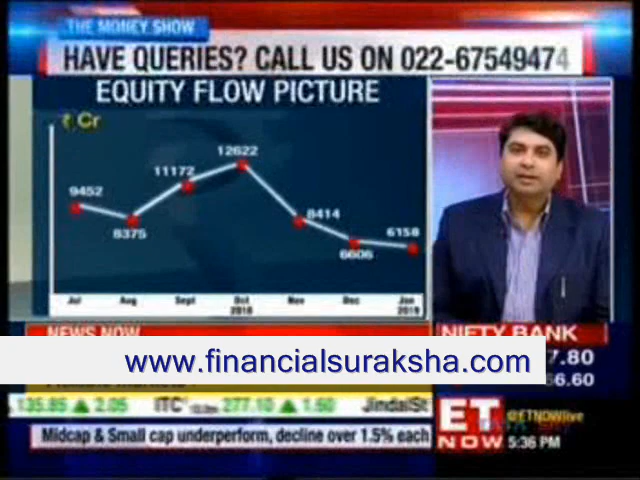 THE MONEY SHOW
HAVE QUERIES? CALL US ON 022-67549474
EQUITY FLOW PICTURE
₹ Cr
9452
8375
11172
12622
8414
6606
6158
Jul Aug Sept Oct Nov Dec Jan
2018 2019
NEWS NOW
NIFTY BANK
7.80
66.60
www.financialsuraksha.com
135.85 ▲ 2.05 ITC 277.10 ▲ 1.50 JindalSt
ET NOW
@ETNOWlive
5:36 PM
Midcap & Small cap underperform, decline over 1.5% each